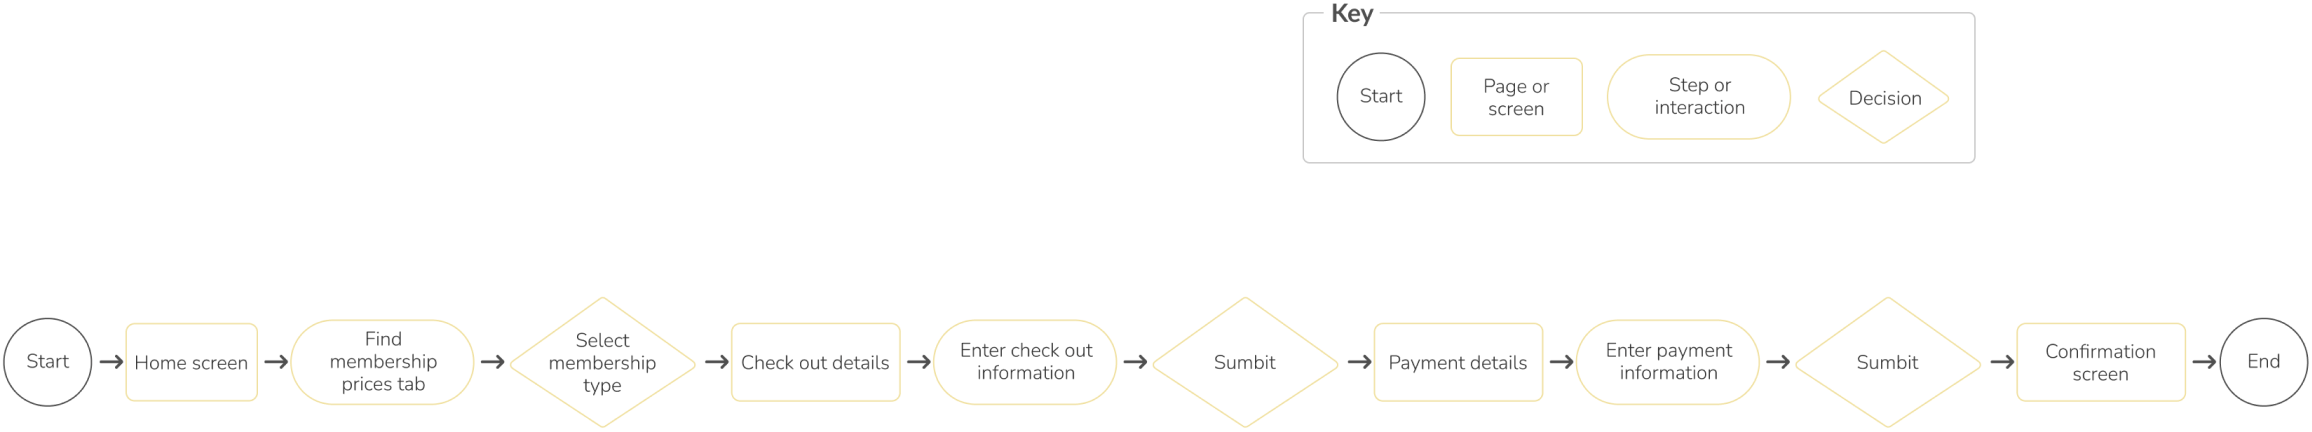 Key
Start
Page or
screen
Step or
interaction
Decision
Start
Home screen
Find
membership
prices tab
Select
membership
type
Check out details
Enter check out
information
Sumbit
Payment details
Enter payment
information
Sumbit
Confirmation
screen
End